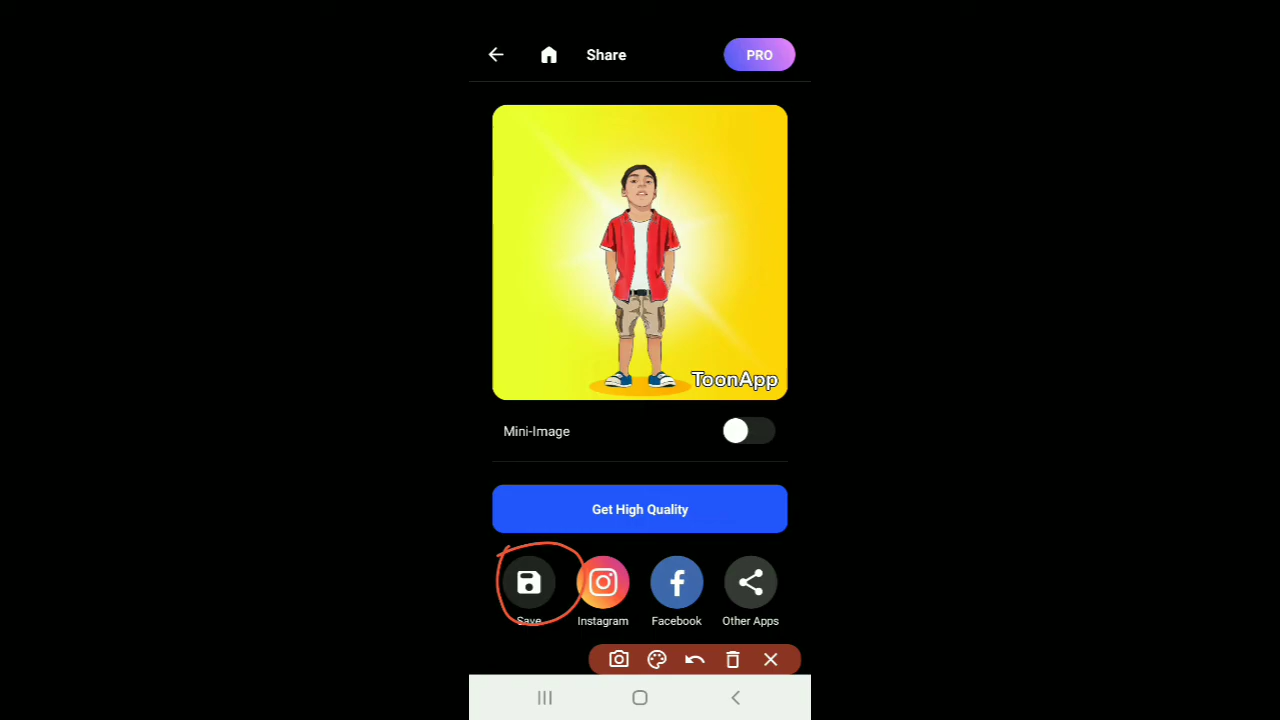 Share
PRO
ToonApp
Mini-Image
Get High Quality
Save
Instagram
Facebook
Other Apps